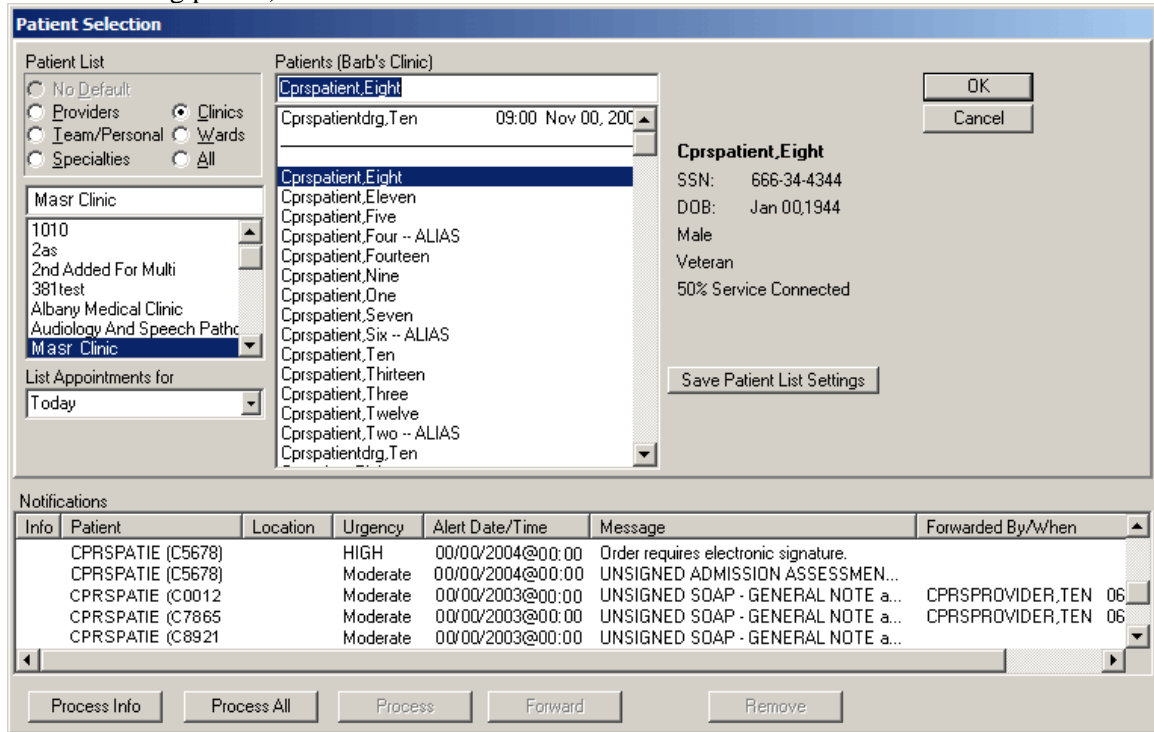 Patient Selection
Patient List
No Default
Providers Clinics
Team/Personal Wards
Specialties All
Masr Clinic
1010
2as
2nd Added For Multi
381test
Albany Medical Clinic
Audiology And Speech Patho
Masr Clinic
List Appointments for
Today
Patients (Barb's Clinic)
Cprspatient,Eight
Cprspatientdrg,Ten 09:00 Nov 00, 200
Cprspatient,Eight
Cprspatient,Eleven
Cprspatient,Five
Cprspatient,Four -- ALIAS
Cprspatient,Fourteen
Cprspatient,Nine
Cprspatient,One
Cprspatient,Seven
Cprspatient,Six -- ALIAS
Cprspatient,Ten
Cprspatient,Thirteen
Cprspatient,Three
Cprspatient,Twelve
Cprspatient,Two -- ALIAS
Cprspatientdrg,Ten
OK
Cancel
Cprspatient,Eight
SSN: 666-34-4344
DOB: Jan 00,1944
Male
Veteran
50% Service Connected
Save Patient List Settings
Notifications
Info Patient Location Urgency Alert Date/Time Message Forwarded By/When
CPRSPATIE (C5678) HIGH 00/00/2004@00:00 Order requires electronic signature.
CPRSPATIE (C5678) Moderate 00/00/2004@00:00 UNSIGNED ADMISSION ASSESSMEN...
CPRSPATIE (C0012 Moderate 00/00/2003@00:00 UNSIGNED SOAP - GENERAL NOTE a... CPRSPROVIDER,TEN 06
CPRSPATIE (C7865 Moderate 00/00/2003@00:00 UNSIGNED SOAP - GENERAL NOTE a... CPRSPROVIDER,TEN 06
CPRSPATIE (C8921 Moderate 00/00/2003@00:00 UNSIGNED SOAP - GENERAL NOTE a...
Process Info Process All Process Forward Remove